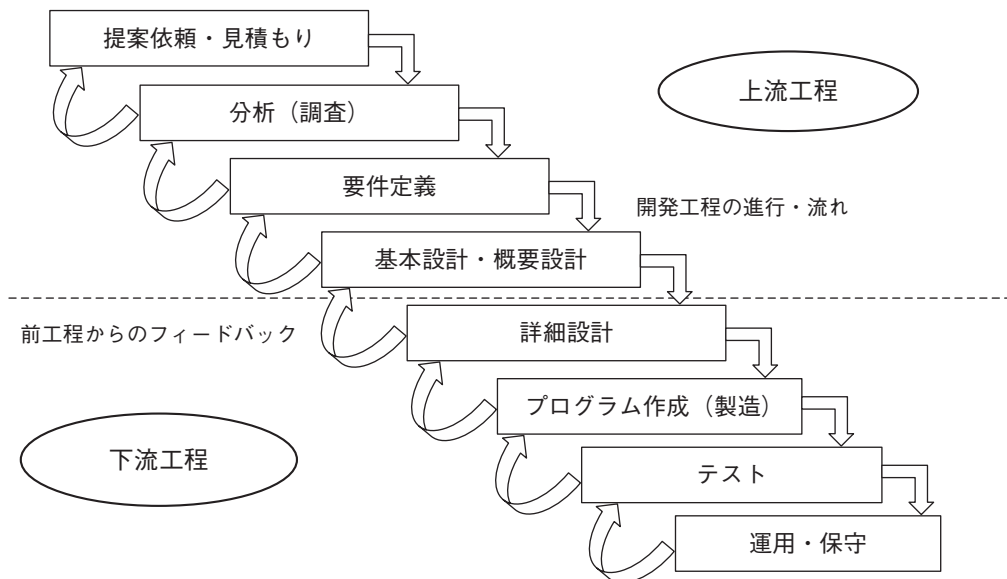 提案依頼・見積もり
上流工程
分析（調査）
要件定義
開発工程の進行・流れ
基本設計・概要設計
前工程からのフィードバック
詳細設計
プログラム作成（製造）
下流工程
テスト
運用・保守